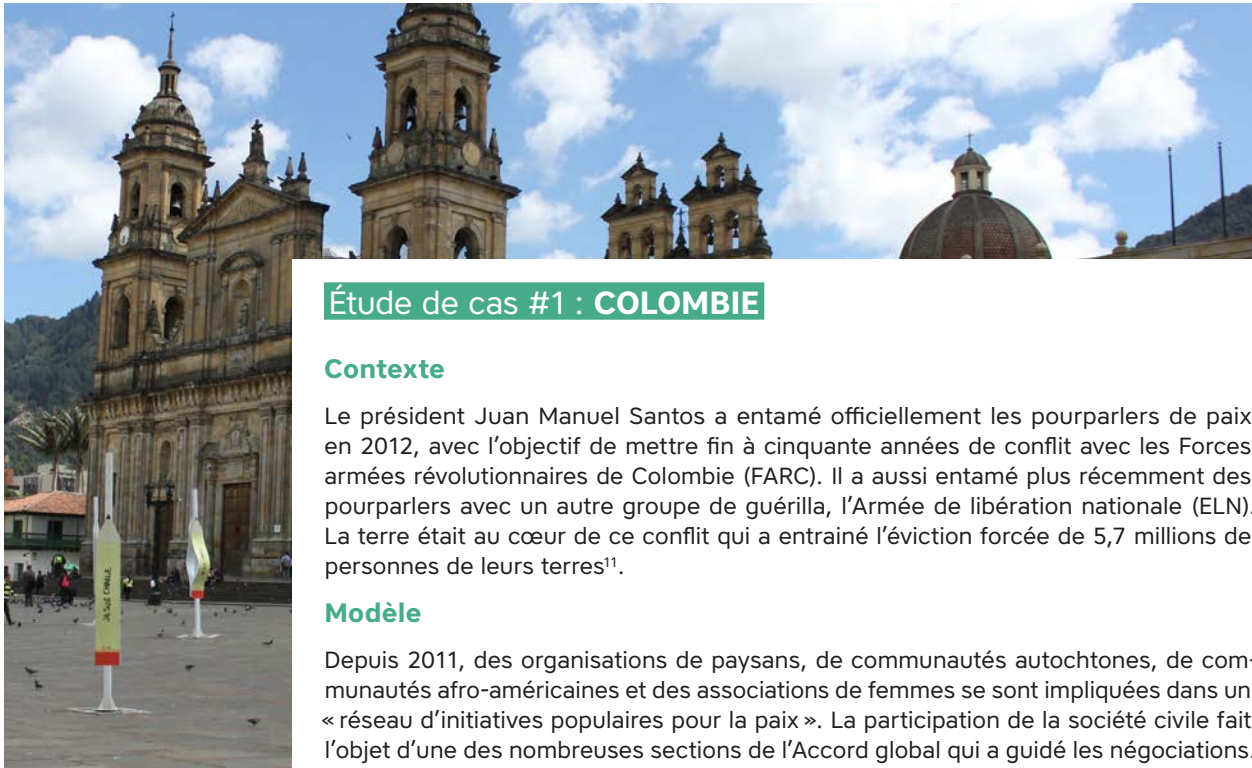 Étude de cas #1 : COLOMBIE
Contexte
Le président Juan Manuel Santos a entamé officiellement les pourparlers de paix
en 2012, avec l’objectif de mettre fin à cinquante années de conflit avec les Forces
armées révolutionnaires de Colombie (FARC). Il a aussi entamé plus récemment des
pourparlers avec un autre groupe de guérilla, l’Armée de libération nationale (ELN).
La terre était au cœur de ce conflit qui a entrainé l’éviction forcée de 5,7 millions de
personnes de leurs terres¹¹.
Modèle
Depuis 2011, des organisations de paysans, de communautés autochtones, de com-
munautés afro-américaines et des associations de femmes se sont impliquées dans un
« réseau d’initiatives populaires pour la paix ». La participation de la société civile fait
l’objet d’une des nombreuses sections de l’Accord global qui a guidé les négociations.